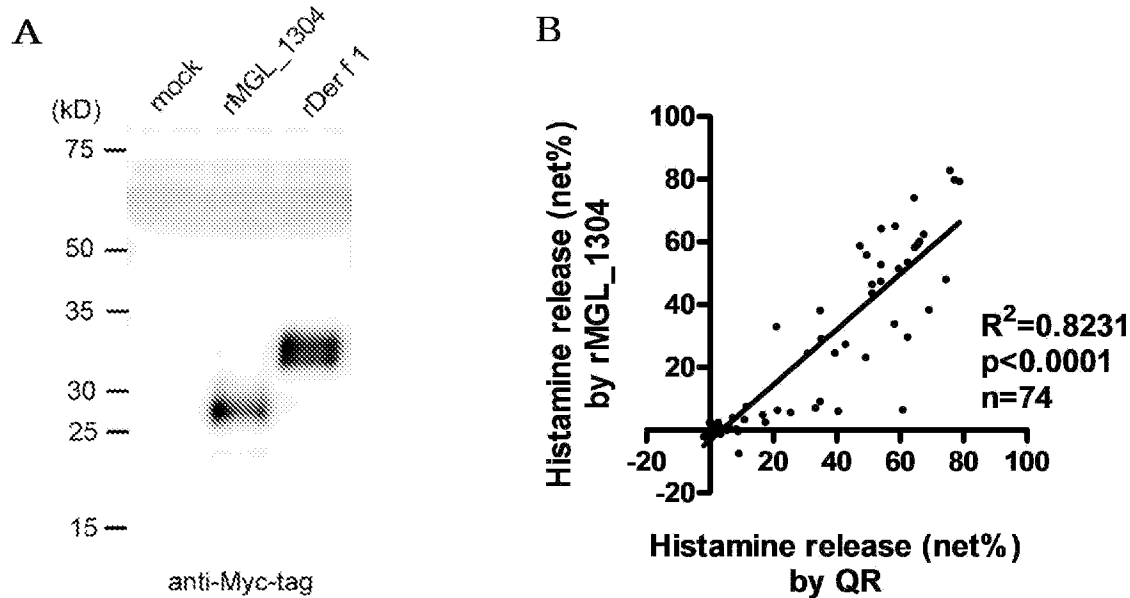 A
mock
rMGL_1304
rDer f 1
(kD)
75
50
35
30
25
15
anti-Myc-tag
B
Histamine release (net%)
by rMGL_1304
100
80
60
40
20
-20
-20
0
20
40
60
80
100
R²=0.8231
p<0.0001
n=74
Histamine release (net%)
by QR